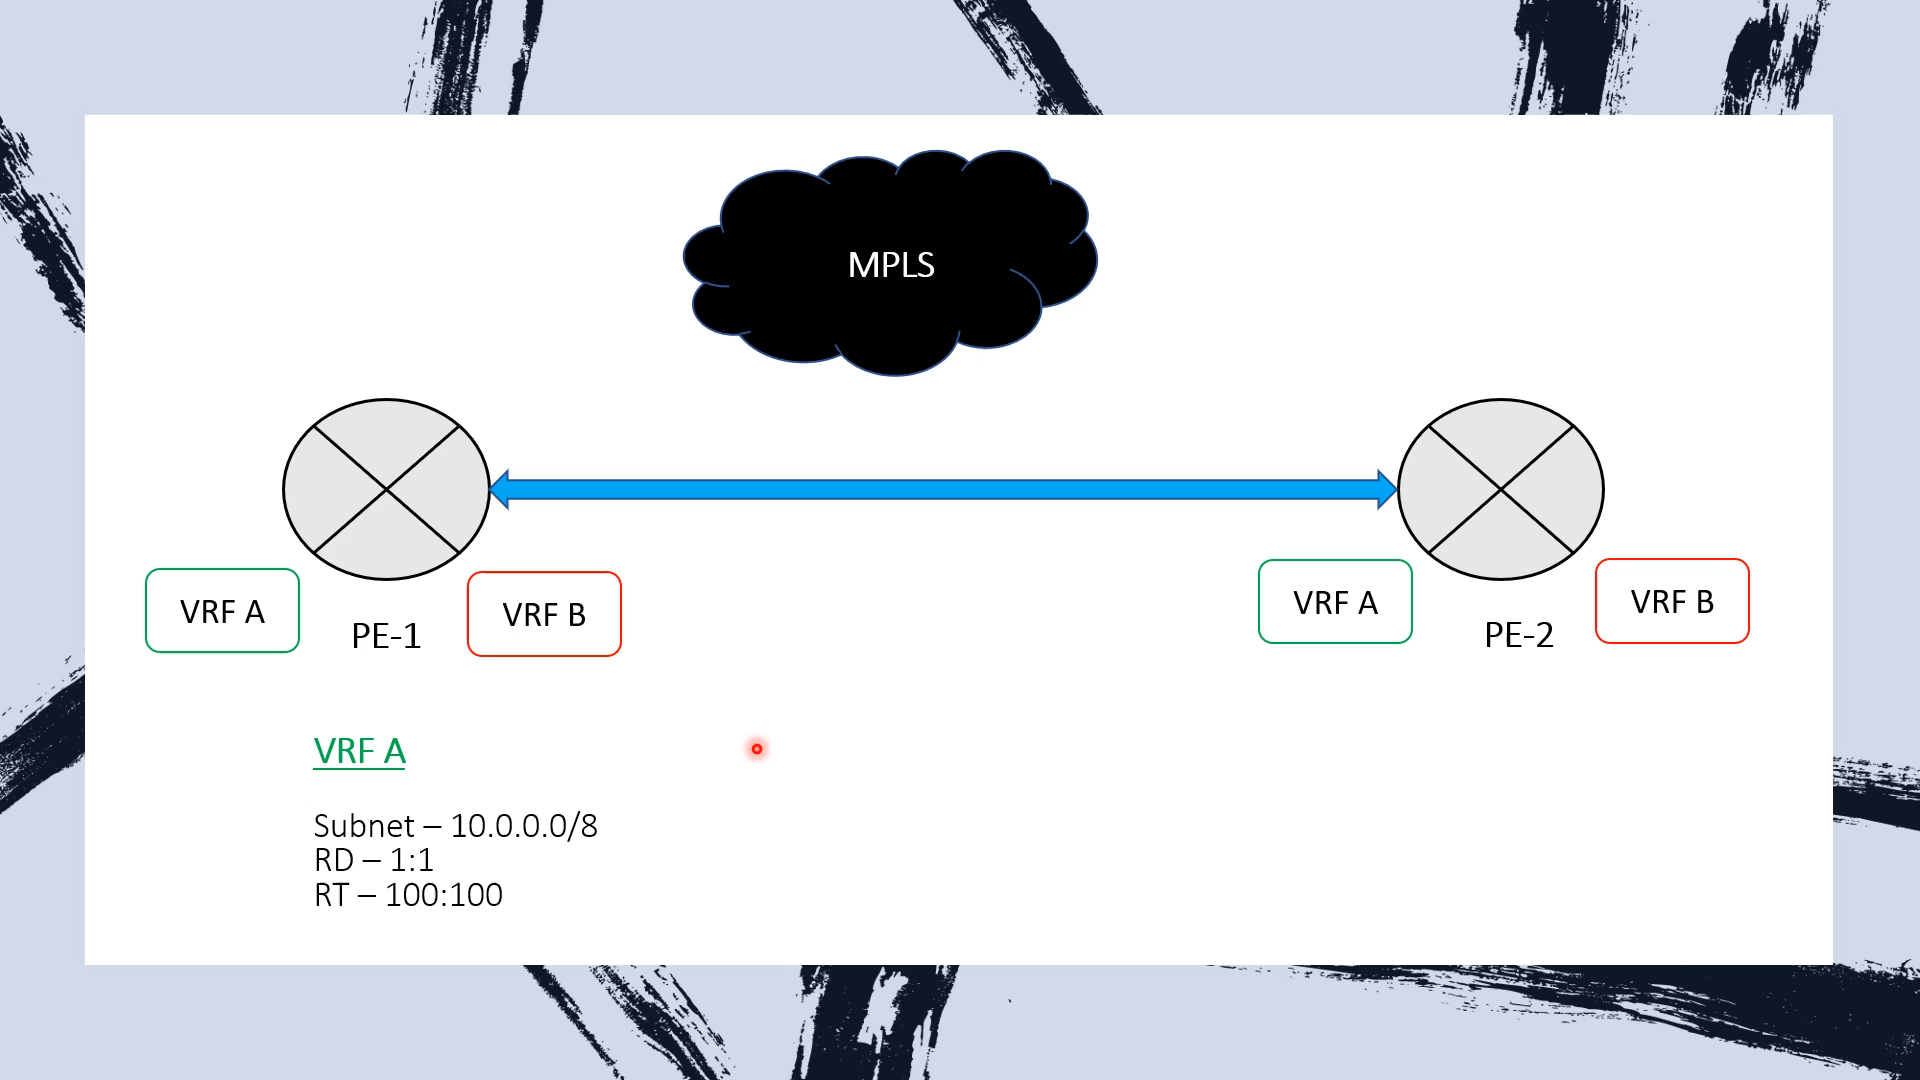 MPLS
VRF A
PE-1
VRF B
VRF A
PE-2
VRF B
VRF A
Subnet – 10.0.0.0/8
RD – 1:1
RT – 100:100